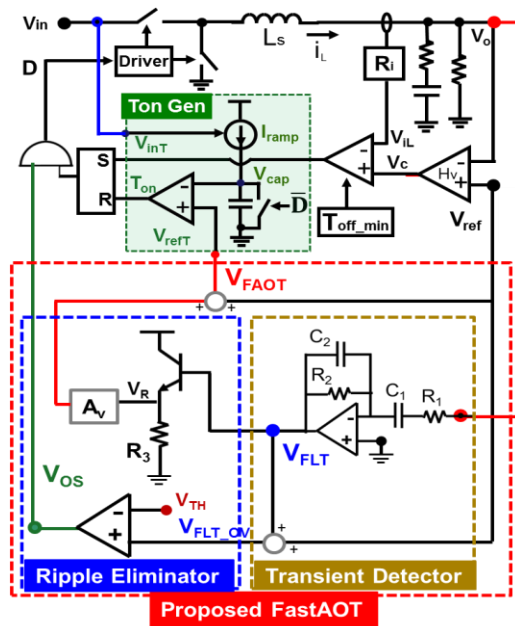 Vin
Ls
iL
Vo
D
Driver
Ri
Ton Gen
VinT
Iramp
ViL
S
Vcap
Vc
Hv
Ton
R
D
Toff_min
Vref
VrefT
VFAOT
+
+
C2
R2
C1
R1
Av
VR
R3
VFLT
VOS
VTH
VFLT_OV
+
+
Ripple Eliminator
Transient Detector
Proposed FastAOT